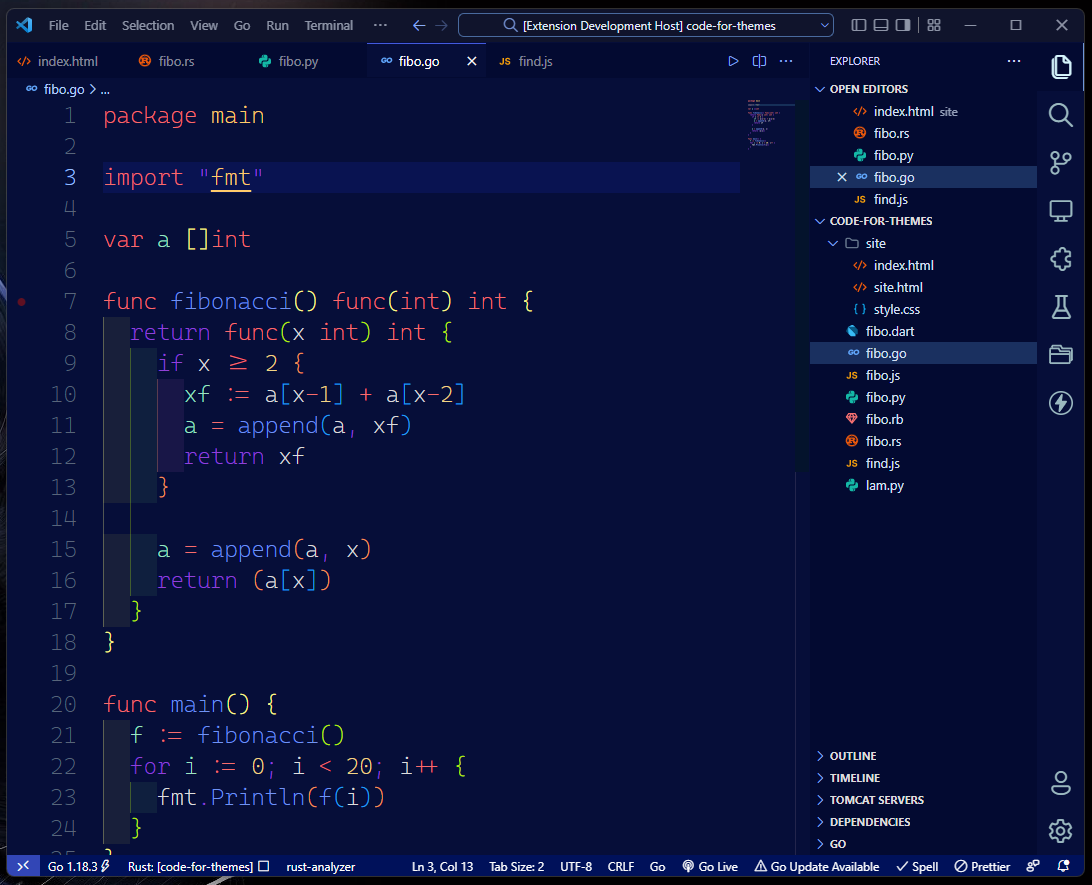 File Edit Selection View Go Run Terminal ··· [Extension Development Host] code-for-themes
index.html fibo.rs fibo.py fibo.go find.js
fibo.go > ...
1 package main
2
3 import "fmt"
4
5 var a []int
6
7 func fibonacci() func(int) int {
8 return func(x int) int {
9 if x ≥ 2 {
10 xf := a[x-1] + a[x-2]
11 a = append(a, xf)
12 return xf
13 }
14
15 a = append(a, x)
16 return (a[x])
17 }
18 }
19
20 func main() {
21 f := fibonacci()
22 for i := 0; i < 20; i++ {
23 fmt.Println(f(i))
24 }
EXPLORER ···
OPEN EDITORS
index.html site
fibo.rs
fibo.py
fibo.go
JS find.js
CODE-FOR-THEMES
site
index.html
site.html
style.css
fibo.dart
fibo.go
JS fibo.js
fibo.py
fibo.rb
fibo.rs
JS find.js
lam.py
OUTLINE
TIMELINE
TOMCAT SERVERS
DEPENDENCIES
GO
Go 1.18.3 Rust: [code-for-themes] rust-analyzer Ln 3, Col 13 Tab Size: 2 UTF-8 CRLF Go Go Live Go Update Available Spell Prettier